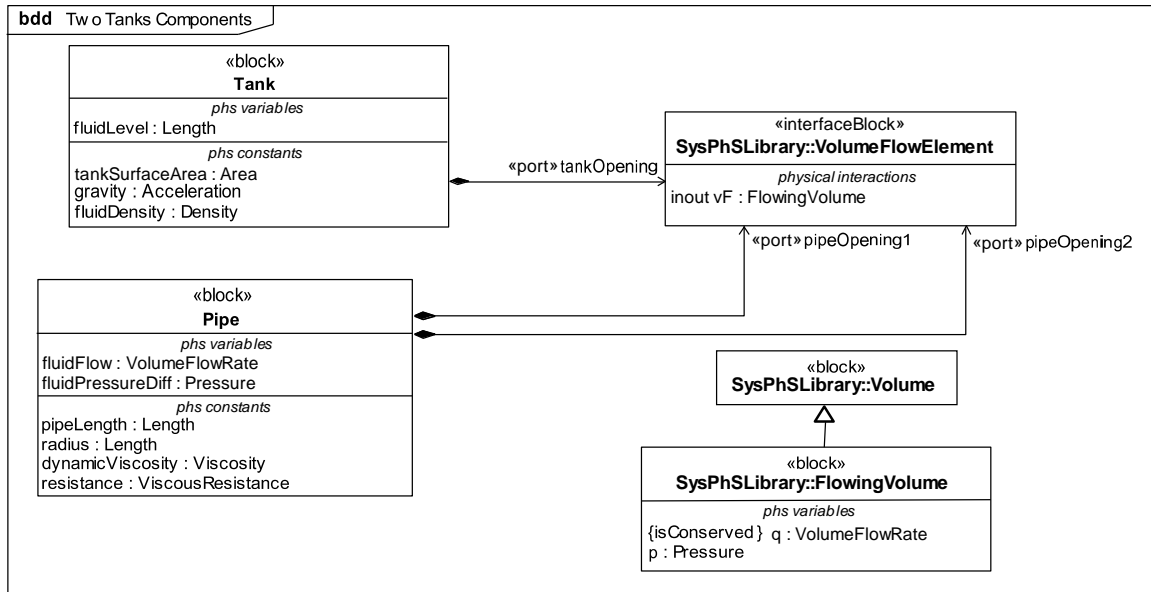 bdd Two Tanks Components
«block»
Tank
phs variables
fluidLevel : Length
phs constants
tankSurfaceArea : Area
gravity : Acceleration
fluidDensity : Density
«port» tankOpening
«interfaceBlock»
SysPhSLibrary::VolumeFlowElement
physical interactions
inout vF : FlowingVolume
«port» pipeOpening1
«port» pipeOpening2
«block»
Pipe
phs variables
fluidFlow : VolumeFlowRate
fluidPressureDiff : Pressure
phs constants
pipeLength : Length
radius : Length
dynamicViscosity : Viscosity
resistance : ViscousResistance
«block»
SysPhSLibrary::Volume
«block»
SysPhSLibrary::FlowingVolume
phs variables
{isConserved} q : VolumeFlowRate
p : Pressure